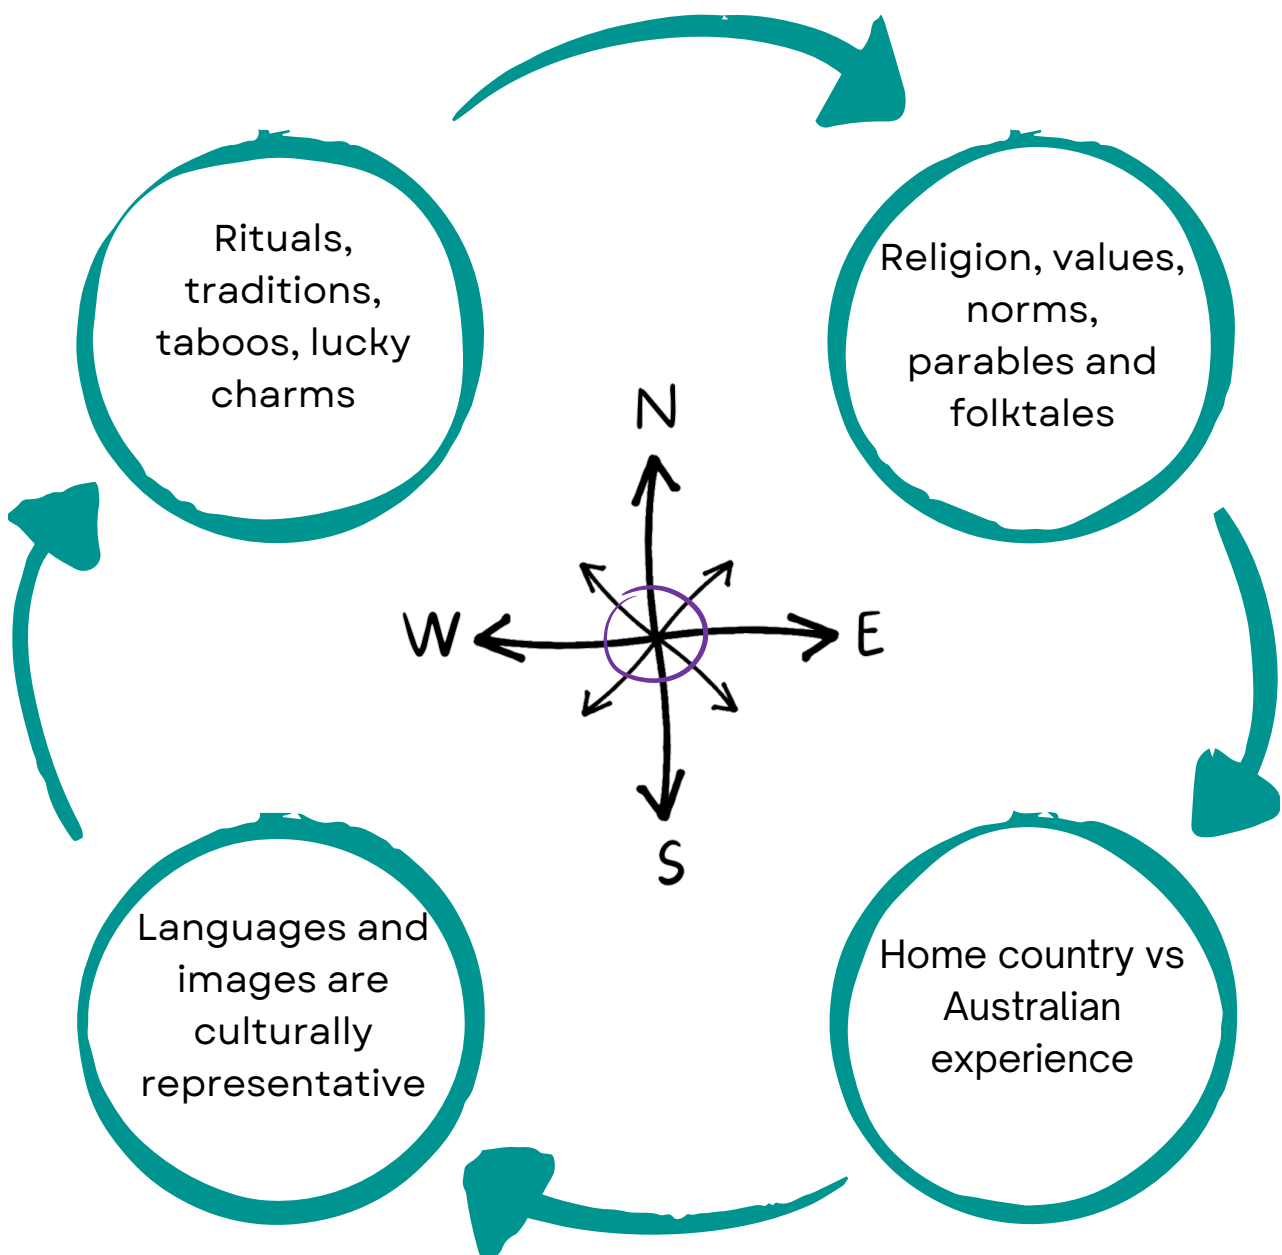 Rituals,
traditions,
taboos, lucky
charms
Religion, values,
norms,
parables and
folktales
N
W
E
S
Languages and
images are
culturally
representative
Home country vs
Australian
experience